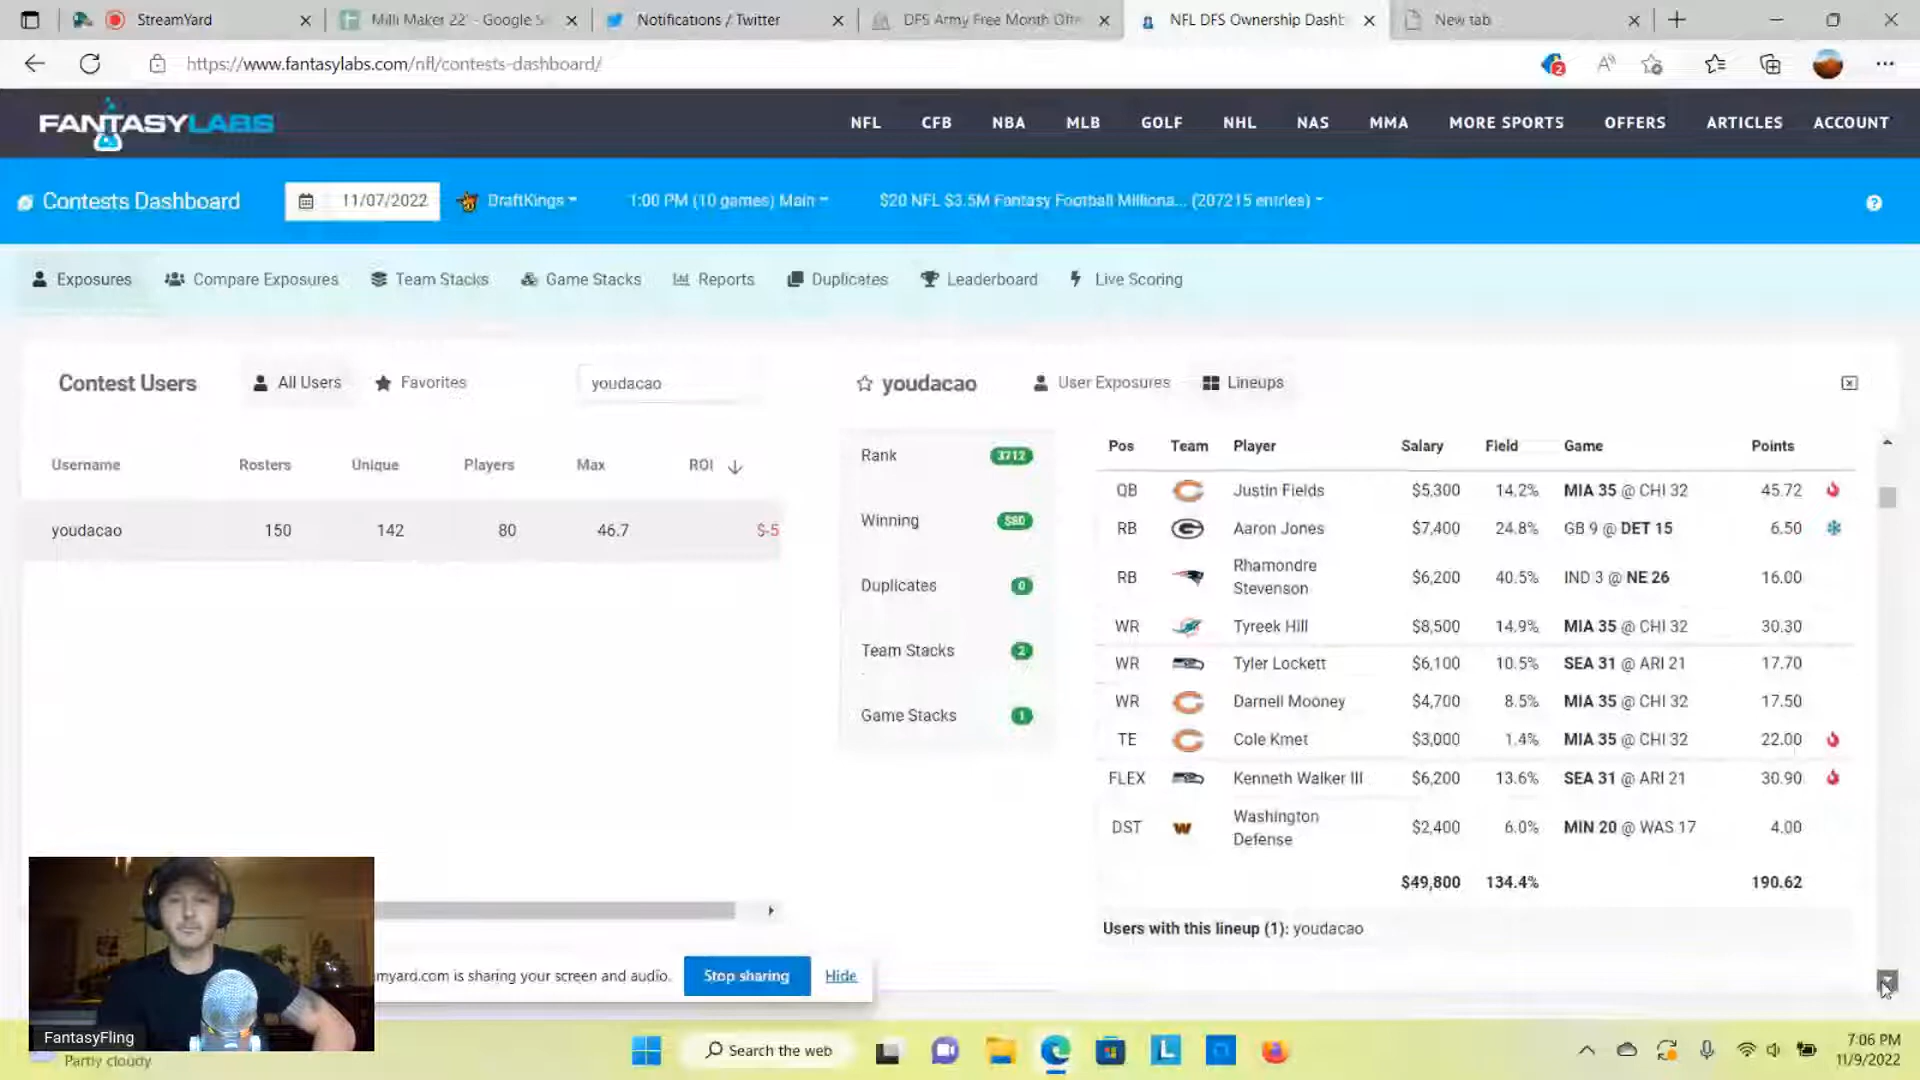 StreamYard
Milli Maker 22' - Google S
Notifications / Twitter
DFS Army Free Month Offe
NFL DFS Ownership Dashb
New tab
https://www.fantasylabs.com/nfl/contests-dashboard/
2
FANTASYLABS
NFL CFB NBA MLB GOLF NHL NAS MMA MORE SPORTS OFFERS ARTICLES ACCOUNT
Contests Dashboard
11/07/2022
DraftKings
1:00 PM (10 games) Main
$20 NFL $3.5M Fantasy Football Milliona... (207215 entries)
?
Exposures
Compare Exposures
Team Stacks
Game Stacks
Reports
Duplicates
Leaderboard
Live Scoring
Contest Users
All Users
Favorites
youdacao
Username Rosters Unique Players Max ROI
youdacao 150 142 80 46.7 $-5
youdacao
User Exposures
Lineups
Rank 3712
Winning $80
Duplicates 0
Team Stacks 2
Game Stacks 1
Pos Team Player Salary Field Game Points
QB Justin Fields $5,300 14.2% MIA 35 @ CHI 32 45.72
RB Aaron Jones $7,400 24.8% GB 9 @ DET 15 6.50
RB Rhamondre Stevenson $6,200 40.5% IND 3 @ NE 26 16.00
WR Tyreek Hill $8,500 14.9% MIA 35 @ CHI 32 30.30
WR Tyler Lockett $6,100 10.5% SEA 31 @ ARI 21 17.70
WR Darnell Mooney $4,700 8.5% MIA 35 @ CHI 32 17.50
TE Cole Kmet $3,000 1.4% MIA 35 @ CHI 32 22.00
FLEX Kenneth Walker III $6,200 13.6% SEA 31 @ ARI 21 30.90
DST Washington Defense $2,400 6.0% MIN 20 @ WAS 17 4.00
$49,800 134.4% 190.62
Users with this lineup (1): youdacao
myard.com is sharing your screen and audio.
Stop sharing
Hide
FantasyFling
Partly cloudy
Search the web
7:06 PM
11/9/2022